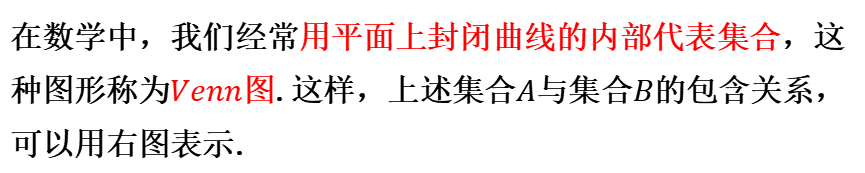 在数学中，我们经常用平面上封闭曲线的内部代表集合，这
种图形称为Venn图. 这样，上述集合A与集合B的包含关系，
可以用右图表示.